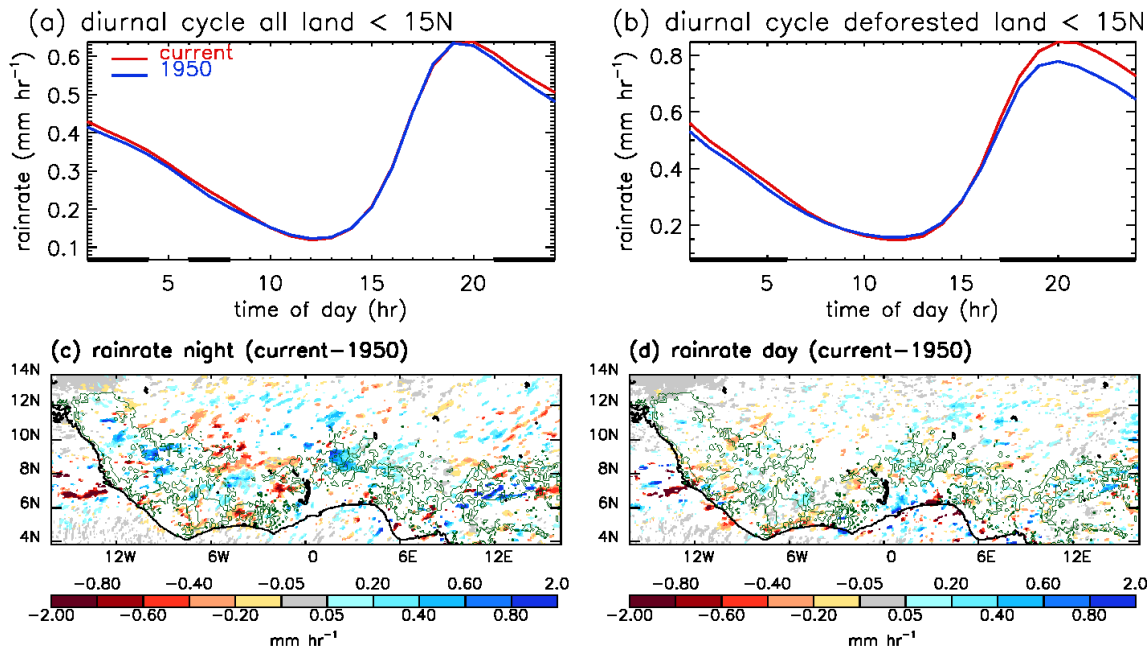 (a) diurnal cycle all land < 15N
(b) diurnal cycle deforested land < 15N
rainrate (mm hr⁻¹)
0.6
0.5
0.4
0.3
0.2
0.1
current
1950
5
10
15
20
time of day (hr)
rainrate (mm hr⁻¹)
0.8
0.6
0.4
0.2
5
10
15
20
time of day (hr)
(c) rainrate night (current−1950)
14N
12N
10N
8N
6N
4N
12W
6W
0
6E
12E
(d) rainrate day (current−1950)
14N
12N
10N
8N
6N
4N
12W
6W
0
6E
12E
−0.80 −0.40 −0.05 0.20 0.60 2.0
−2.00 −0.60 −0.20 0.05 0.40 0.80
mm hr⁻¹
−0.80 −0.40 −0.05 0.20 0.60 2.0
−2.00 −0.60 −0.20 0.05 0.40 0.80
mm hr⁻¹